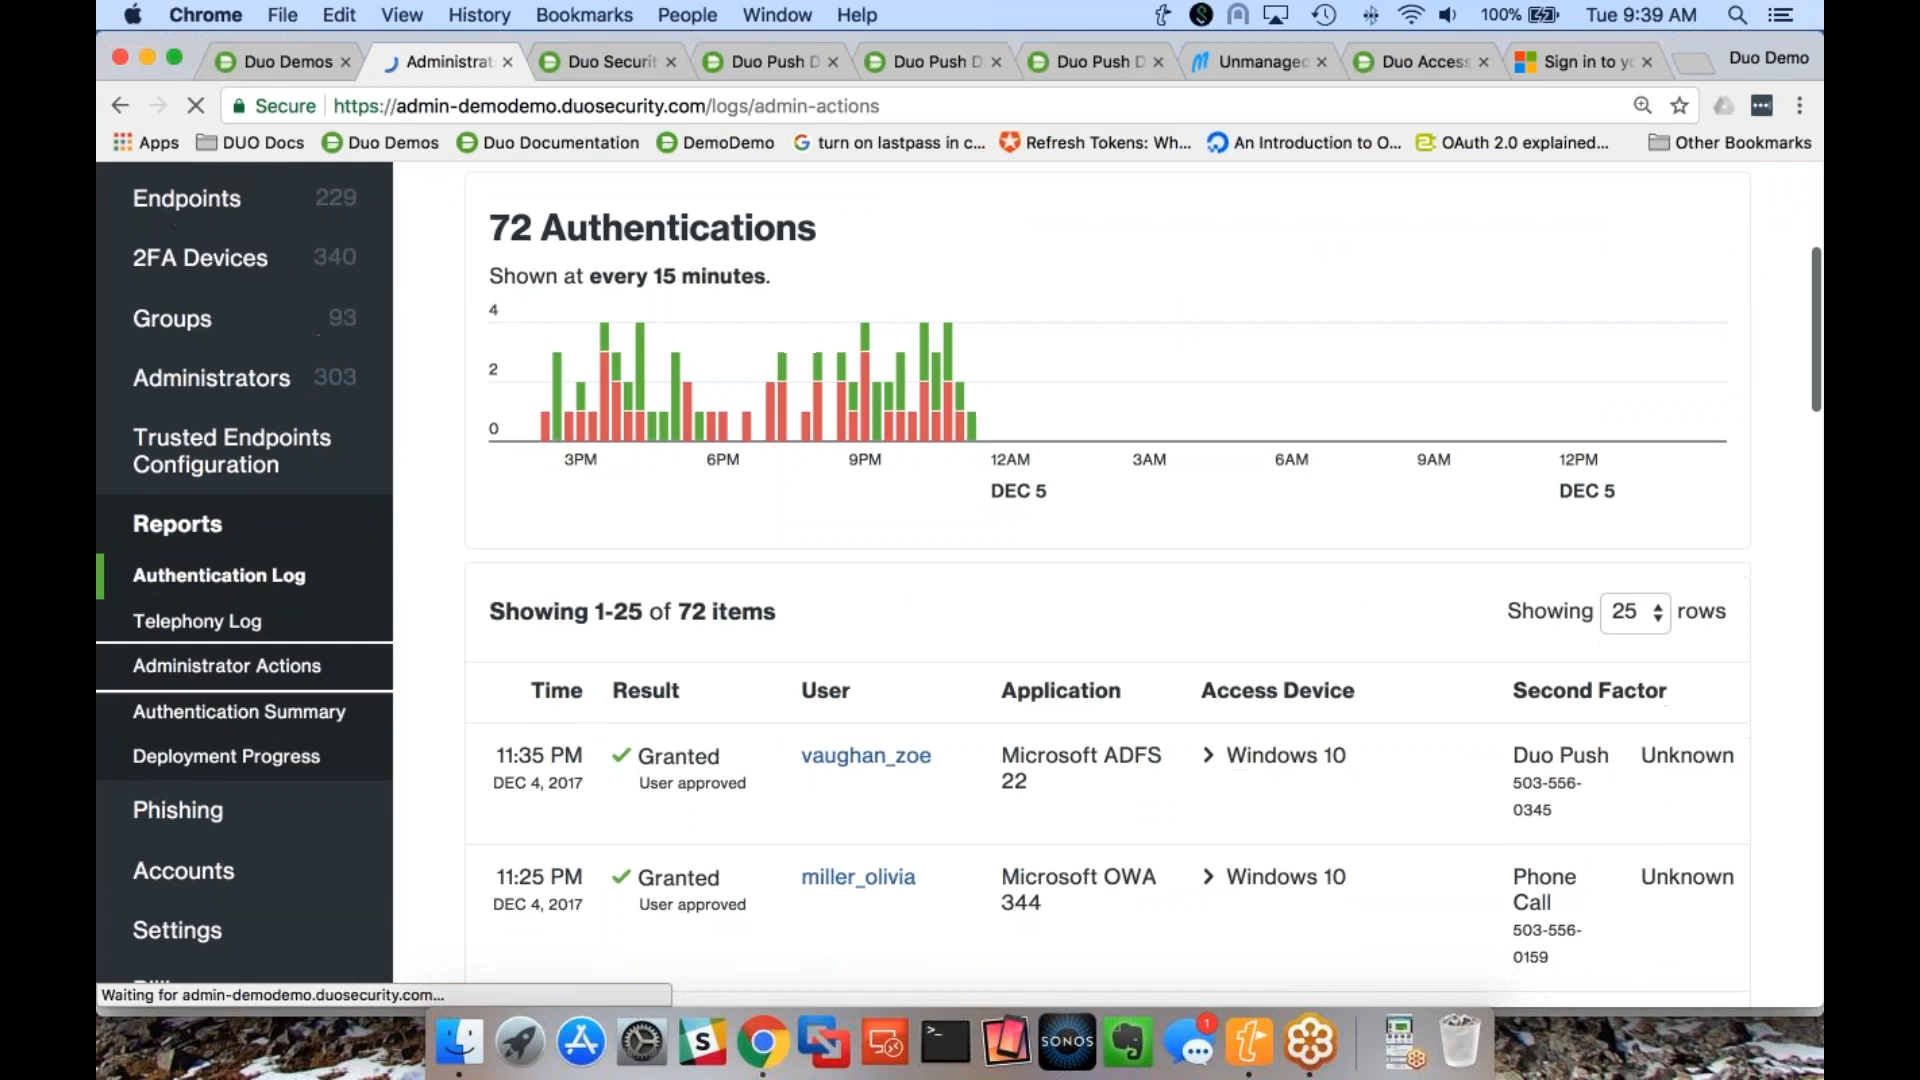 Chrome File Edit View History Bookmarks People Window Help 100% Tue 9:39 AM
Duo Demos Administrat Duo Securit Duo Push D Duo Push D Duo Push D Unmanaged Duo Access Sign in to yo Duo Demo
Secure https://admin-demodemo.duosecurity.com/logs/admin-actions
Apps DUO Docs Duo Demos Duo Documentation DemoDemo turn on lastpass in c... Refresh Tokens: Wh... An Introduction to O... OAuth 2.0 explained... Other Bookmarks
Endpoints 229
2FA Devices 340
Groups 93
Administrators 303
Trusted Endpoints
Configuration
Reports
Authentication Log
Telephony Log
Administrator Actions
Authentication Summary
Deployment Progress
Phishing
Accounts
Settings
72 Authentications
Shown at every 15 minutes.
4
2
0
3PM 6PM 9PM 12AM 3AM 6AM 9AM 12PM
DEC 5 DEC 5
Showing 1-25 of 72 items Showing 25 rows
Time Result User Application Access Device Second Factor
11:35 PM Granted vaughan_zoe Microsoft ADFS Windows 10 Duo Push Unknown
DEC 4, 2017 User approved 22 503-556-
0345
11:25 PM Granted miller_olivia Microsoft OWA Windows 10 Phone Unknown
DEC 4, 2017 User approved 344 Call
503-556-
0159
Waiting for admin-demodemo.duosecurity.com...
SONOS
1